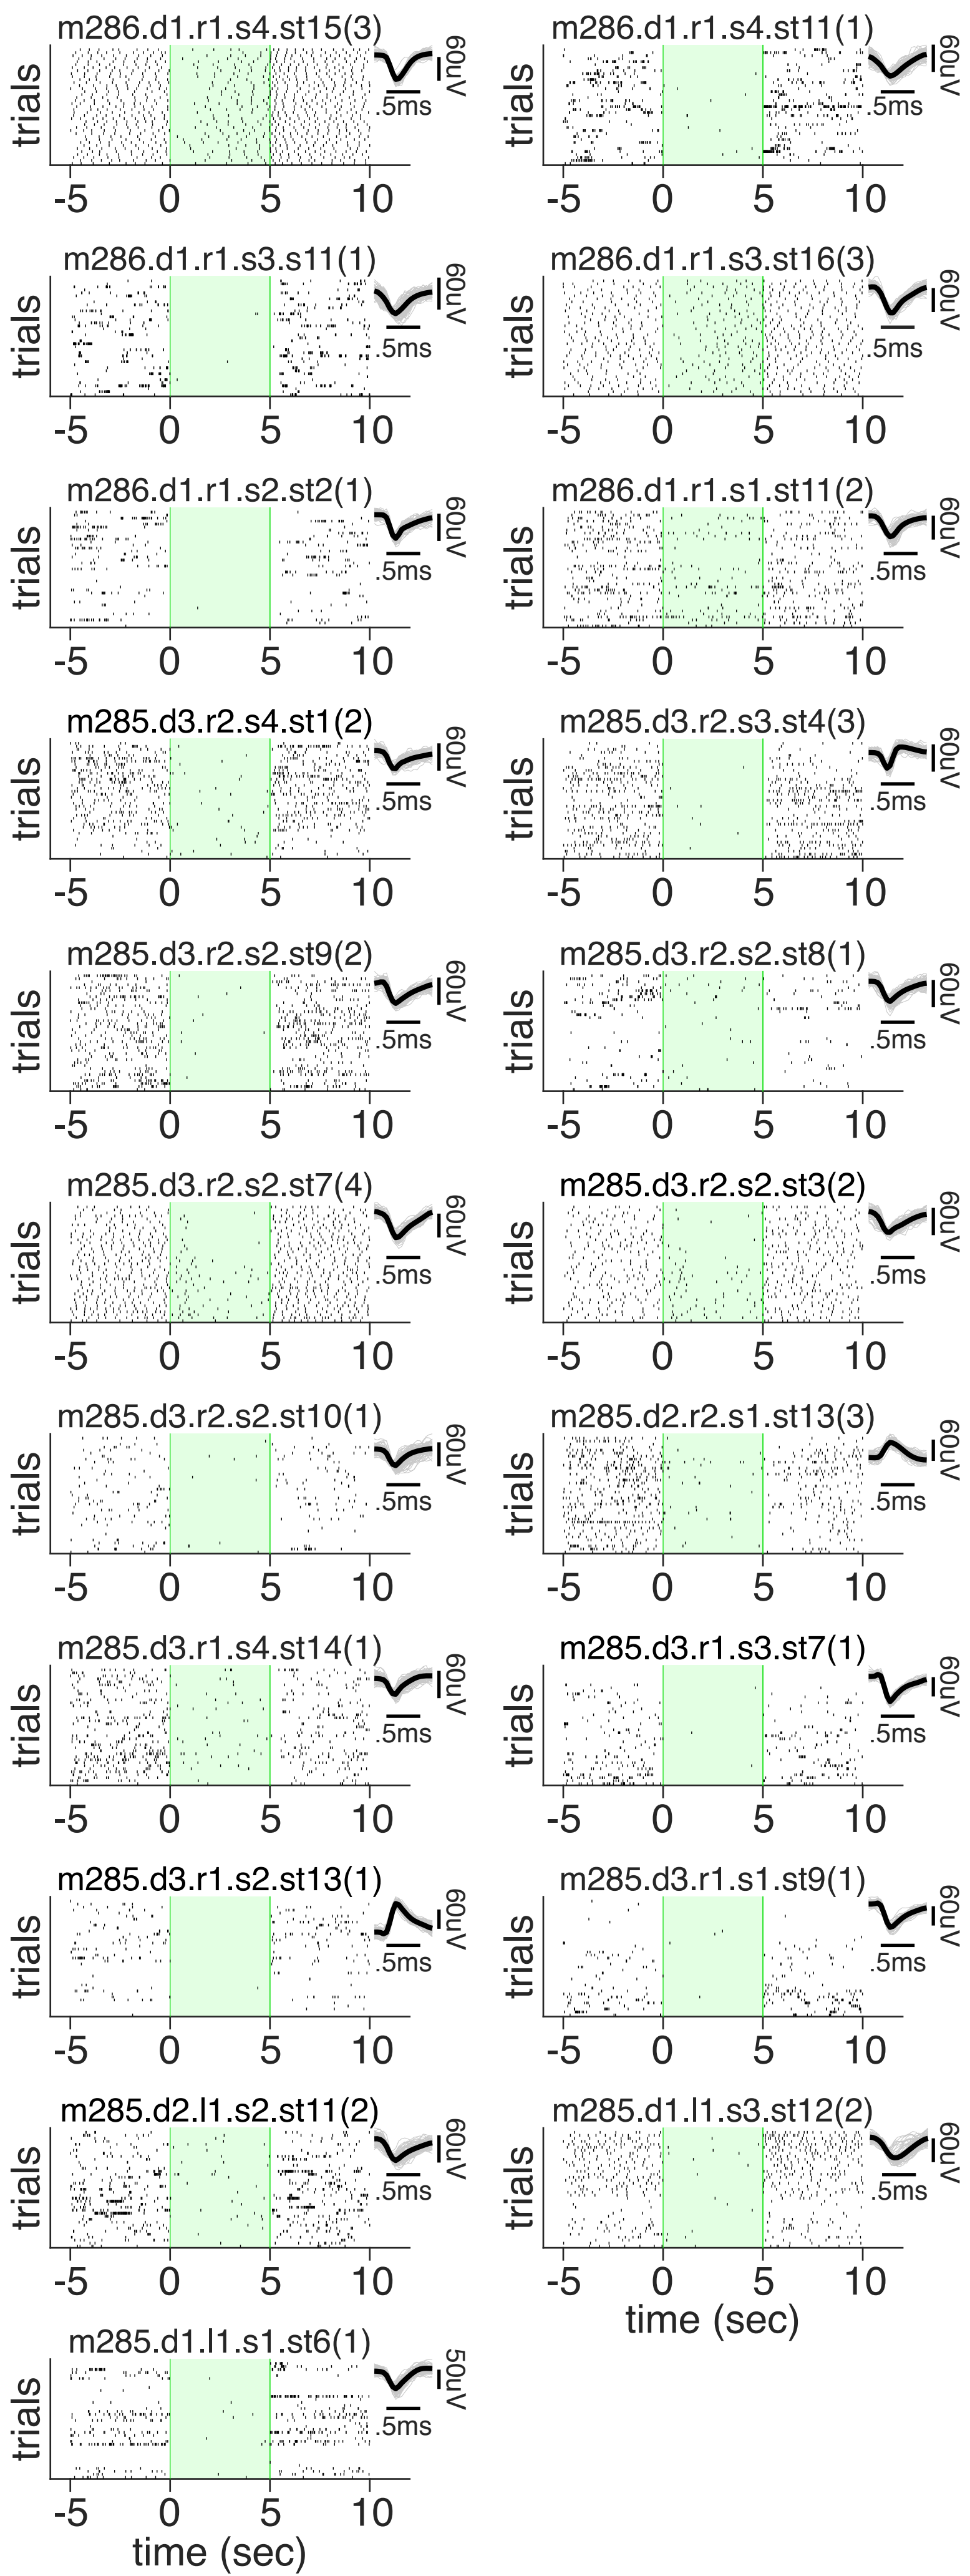 m286.d1.r1.s4.st15(3)
trials
60uV
.5ms
-5 0 5 10
m286.d1.r1.s4.st11(1)
trials
60uV
.5ms
-5 0 5 10
m286.d1.r1.s3.s11(1)
trials
60uV
.5ms
-5 0 5 10
m286.d1.r1.s3.st16(3)
trials
60uV
.5ms
-5 0 5 10
m286.d1.r1.s2.st2(1)
trials
60uV
.5ms
-5 0 5 10
m286.d1.r1.s1.st11(2)
trials
60uV
.5ms
-5 0 5 10
m285.d3.r2.s4.st1(2)
trials
60uV
.5ms
-5 0 5 10
m285.d3.r2.s3.st4(3)
trials
60uV
.5ms
-5 0 5 10
m285.d3.r2.s2.st9(2)
trials
60uV
.5ms
-5 0 5 10
m285.d3.r2.s2.st8(1)
trials
60uV
.5ms
-5 0 5 10
m285.d3.r2.s2.st7(4)
trials
60uV
.5ms
-5 0 5 10
m285.d3.r2.s2.st3(2)
trials
60uV
.5ms
-5 0 5 10
m285.d3.r2.s2.st10(1)
trials
60uV
.5ms
-5 0 5 10
m285.d2.r2.s1.st13(3)
trials
60uV
.5ms
-5 0 5 10
m285.d3.r1.s4.st14(1)
trials
60uV
.5ms
-5 0 5 10
m285.d3.r1.s3.st7(1)
trials
60uV
.5ms
-5 0 5 10
m285.d3.r1.s2.st13(1)
trials
60uV
.5ms
-5 0 5 10
m285.d3.r1.s1.st9(1)
trials
60uV
.5ms
-5 0 5 10
m285.d2.l1.s2.st11(2)
trials
60uV
.5ms
-5 0 5 10
m285.d1.l1.s3.st12(2)
trials
60uV
.5ms
-5 0 5 10
time (sec)
m285.d1.l1.s1.st6(1)
trials
50uV
.5ms
-5 0 5 10
time (sec)